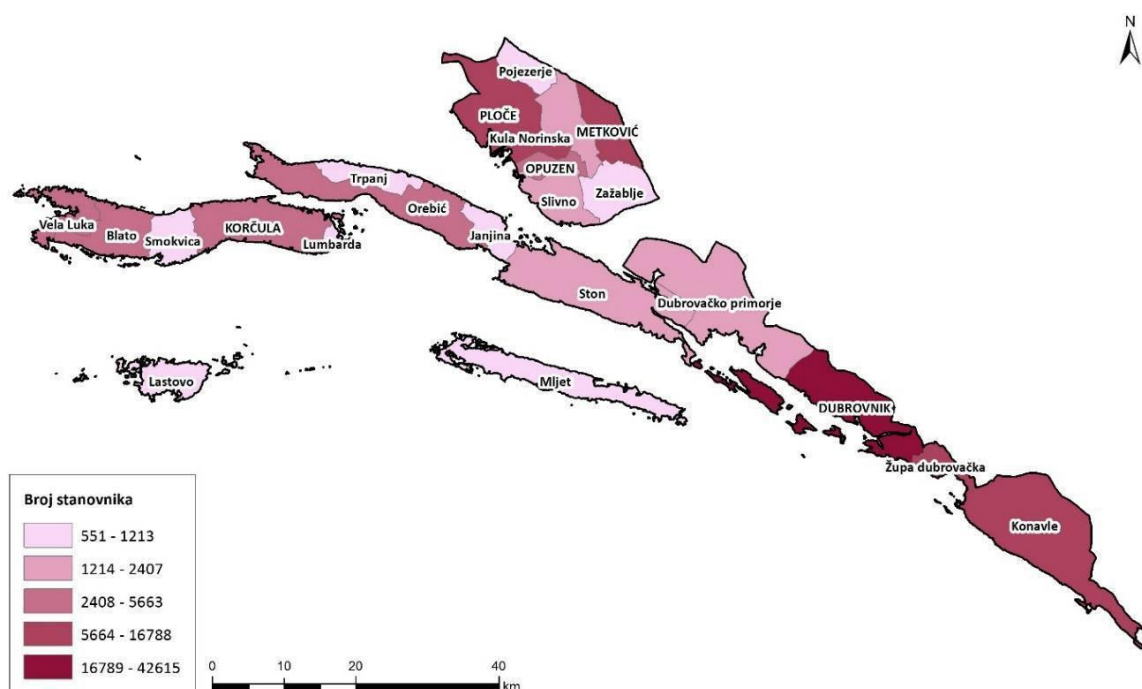 N
Pojezerje
PLOČE
METKOVIĆ
Kula Norinska
OPUZEN
Trpanj
Zažablje
Slivno
Orebić
Vela Luka
Blato
KORČULA
Janjina
Smokvica
Lumbarda
Ston
Dubrovačko primorje
Lastovo
Mljet
DUBROVNIK
Župa dubrovačka
Konavle
Broj stanovnika
551 - 1213
1214 - 2407
2408 - 5663
5664 - 16788
16789 - 42615
0 10 20 40
km